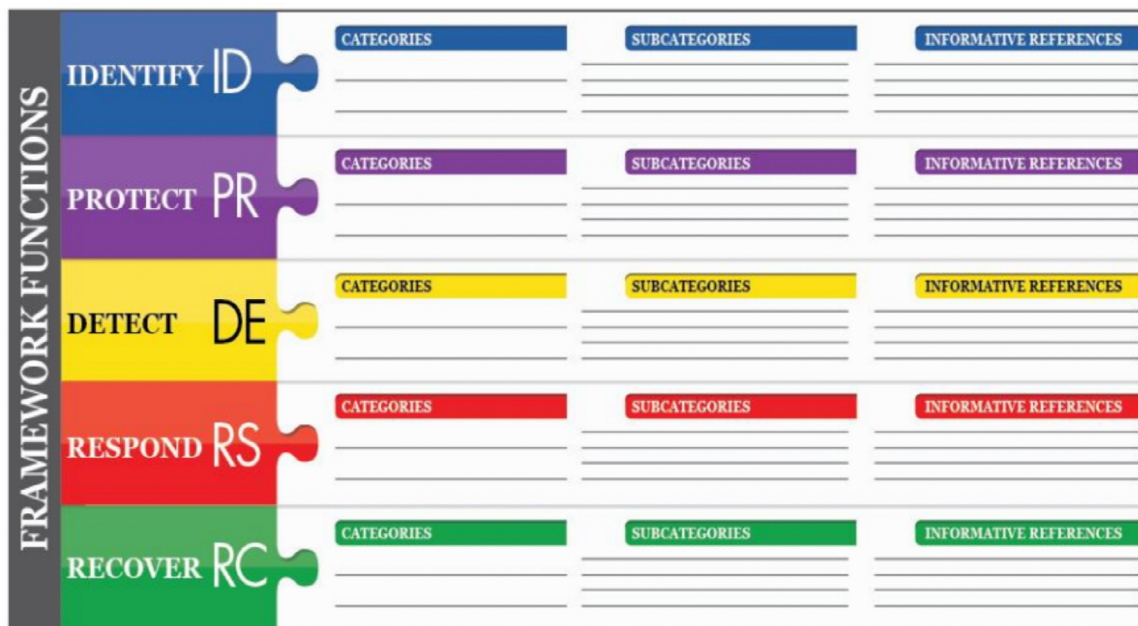 FRAMEWORK FUNCTIONS
IDENTIFY ID
CATEGORIES
SUBCATEGORIES
INFORMATIVE REFERENCES
PROTECT PR
CATEGORIES
SUBCATEGORIES
INFORMATIVE REFERENCES
DETECT DE
CATEGORIES
SUBCATEGORIES
INFORMATIVE REFERENCES
RESPOND RS
CATEGORIES
SUBCATEGORIES
INFORMATIVE REFERENCES
RECOVER RC
CATEGORIES
SUBCATEGORIES
INFORMATIVE REFERENCES